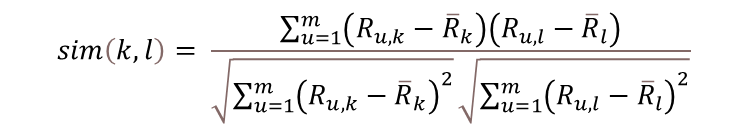 sim(k, l) = \frac{\sum_{u=1}^{m}(R_{u,k} - \bar{R}_k)(R_{u,l} - \bar{R}_l)}{\sqrt{\sum_{u=1}^{m}(R_{u,k} - \bar{R}_k)^2}\sqrt{\sum_{u=1}^{m}(R_{u,l} - \bar{R}_l)^2}}